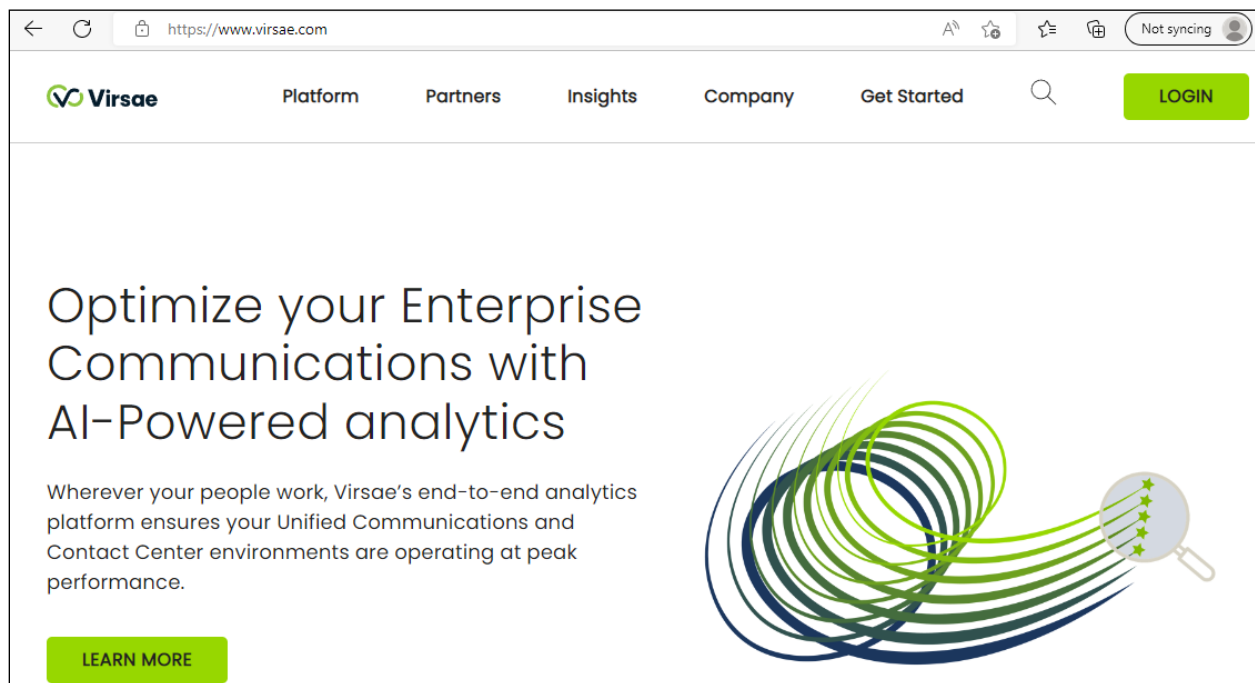 https://www.virsae.com
Not syncing
Virsae
Platform
Partners
Insights
Company
Get Started
LOGIN
Optimize your Enterprise
Communications with
AI-Powered analytics
Wherever your people work, Virsae's end-to-end analytics
platform ensures your Unified Communications and
Contact Center environments are operating at peak
performance.
LEARN MORE